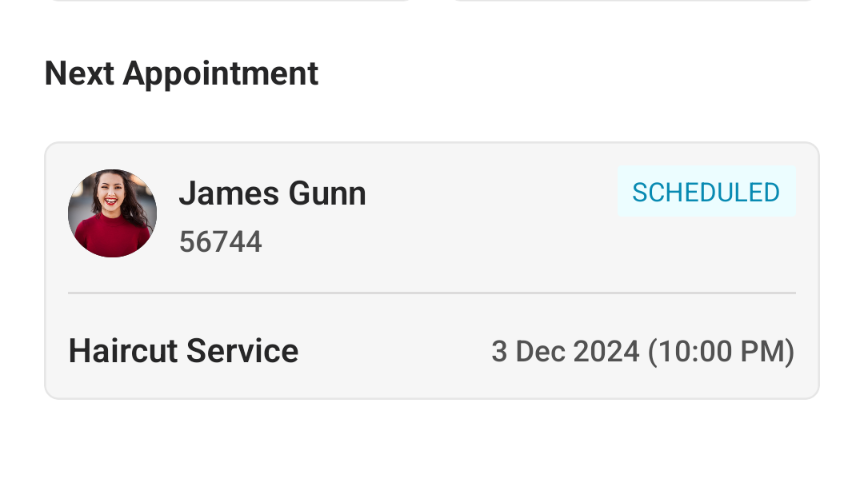 Next Appointment
James Gunn
SCHEDULED
56744
Haircut Service
3 Dec 2024 (10:00 PM)